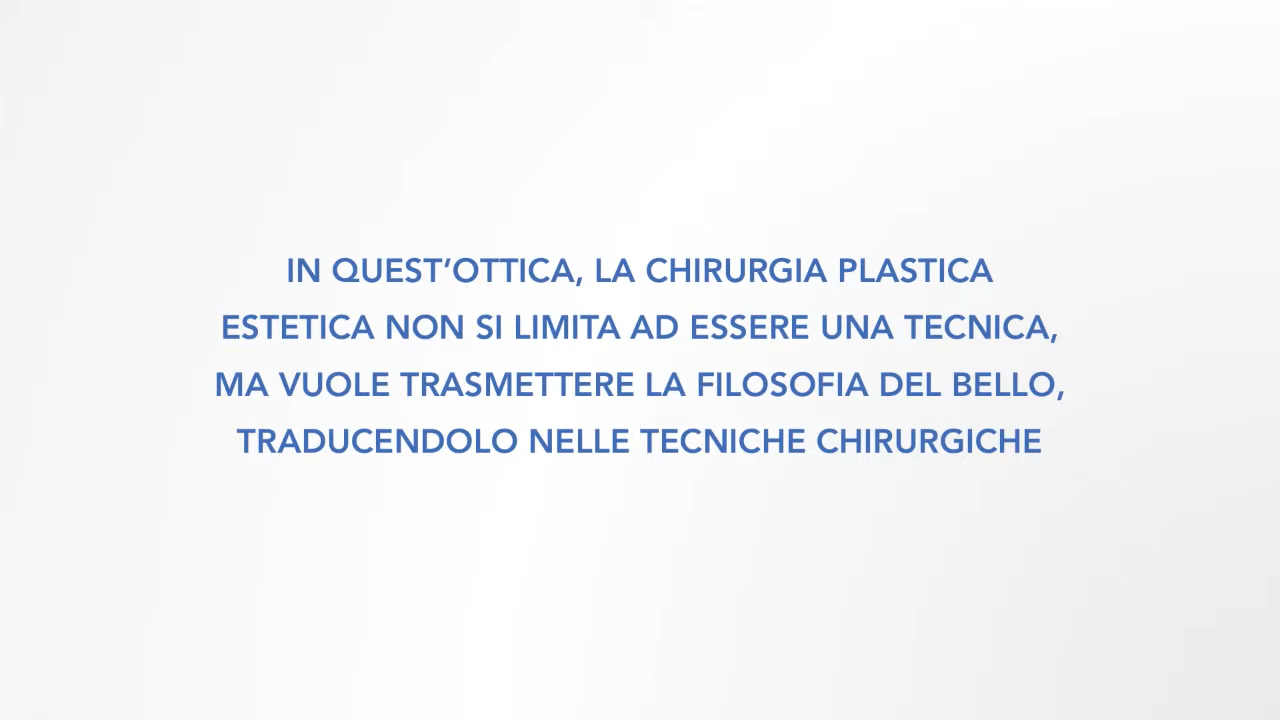 IN QUEST’OTTICA, LA CHIRURGIA PLASTICA
ESTETICA NON SI LIMITA AD ESSERE UNA TECNICA,
MA VUOLE TRASMETTERE LA FILOSOFIA DEL BELLO,
TRADUCENDOLO NELLE TECNICHE CHIRURGICHE